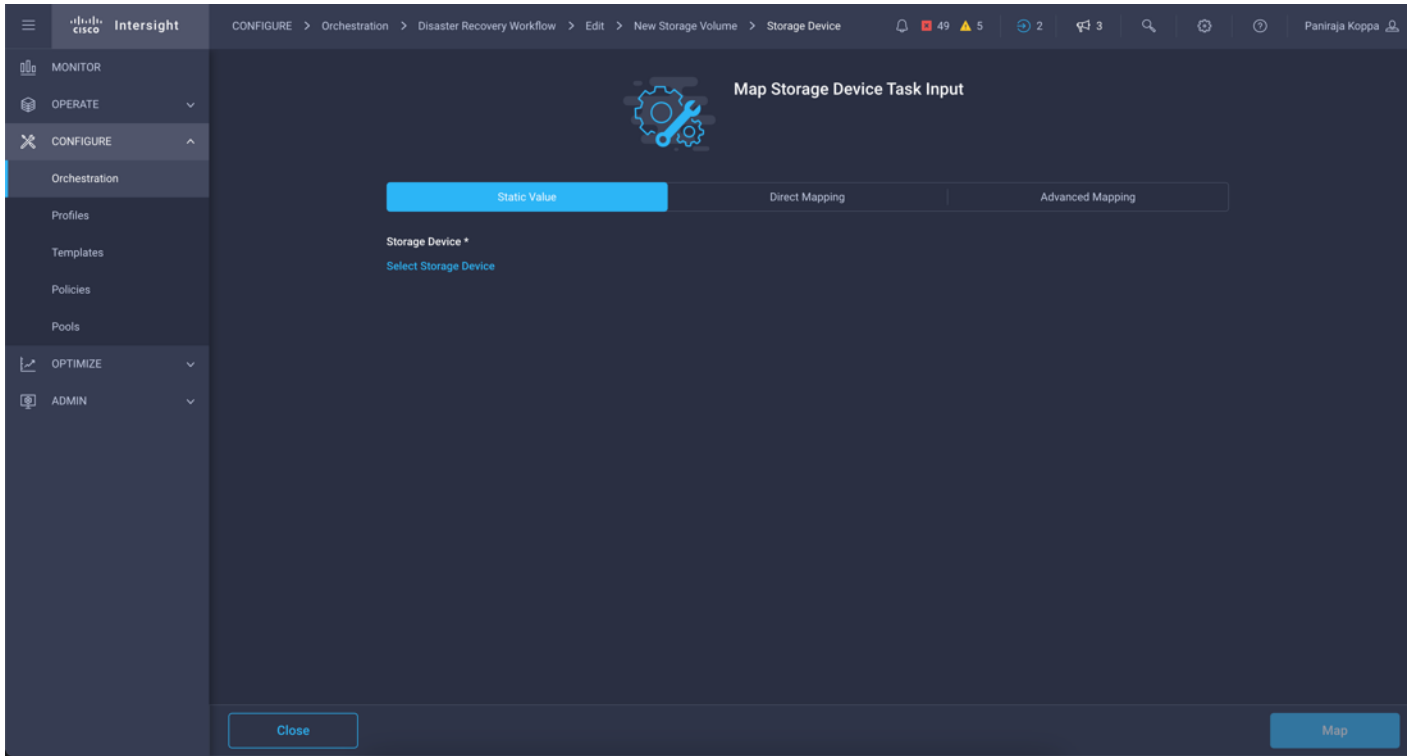 cisco Intersight
CONFIGURE > Orchestration > Disaster Recovery Workflow > Edit > New Storage Volume > Storage Device
49 5 2 3
Paniraja Koppa
MONITOR
OPERATE
CONFIGURE
Orchestration
Profiles
Templates
Policies
Pools
OPTIMIZE
ADMIN
Map Storage Device Task Input
Static Value Direct Mapping Advanced Mapping
Storage Device *
Select Storage Device
Close
Map